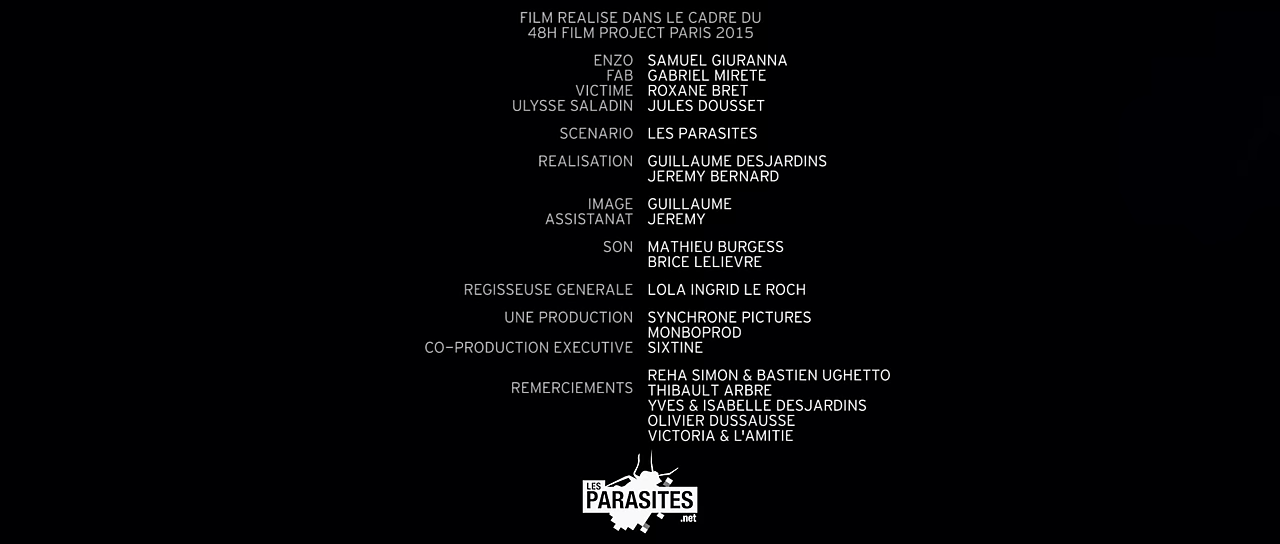 FILM REALISE DANS LE CADRE DU
48H FILM PROJECT PARIS 2015
ENZO SAMUEL GIURANNA
FAB GABRIEL MIRETE
VICTIME ROXANE BRET
ULYSSE SALADIN JULES DOUSSET
SCENARIO LES PARASITES
REALISATION GUILLAUME DESJARDINS
JEREMY BERNARD
IMAGE GUILLAUME
ASSISTANAT JEREMY
SON MATHIEU BURGESS
BRICE LELIEVRE
REGISSEUSE GENERALE LOLA INGRID LE ROCH
UNE PRODUCTION SYNCHRONE PICTURES
MONBOPROD
CO-PRODUCTION EXECUTIVE SIXTINE
REMERCIEMENTS REHA SIMON & BASTIEN UGHETTO
THIBAULT ARBRE
YVES & ISABELLE DESJARDINS
OLIVIER DUSSAUSSE
VICTORIA & L'AMITIE
LES
PARASITES
.net